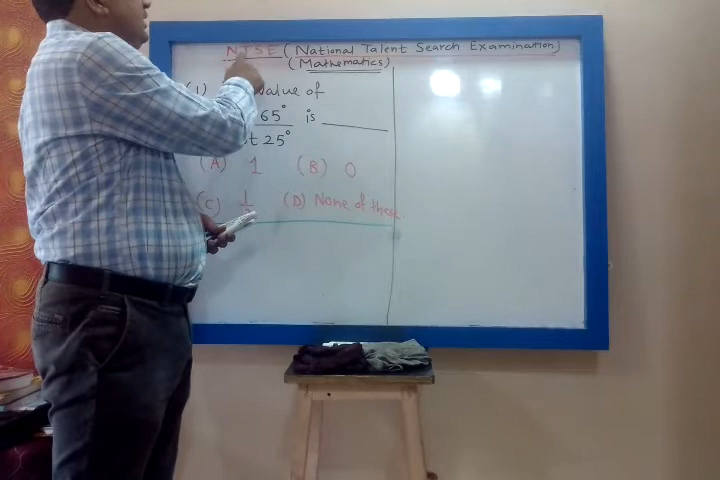 NTSE (National Talent Search Examination)
(Mathematics)
(1) value of
65° is
25°
(A) 1 (B) 0
(C) (D) None of these.